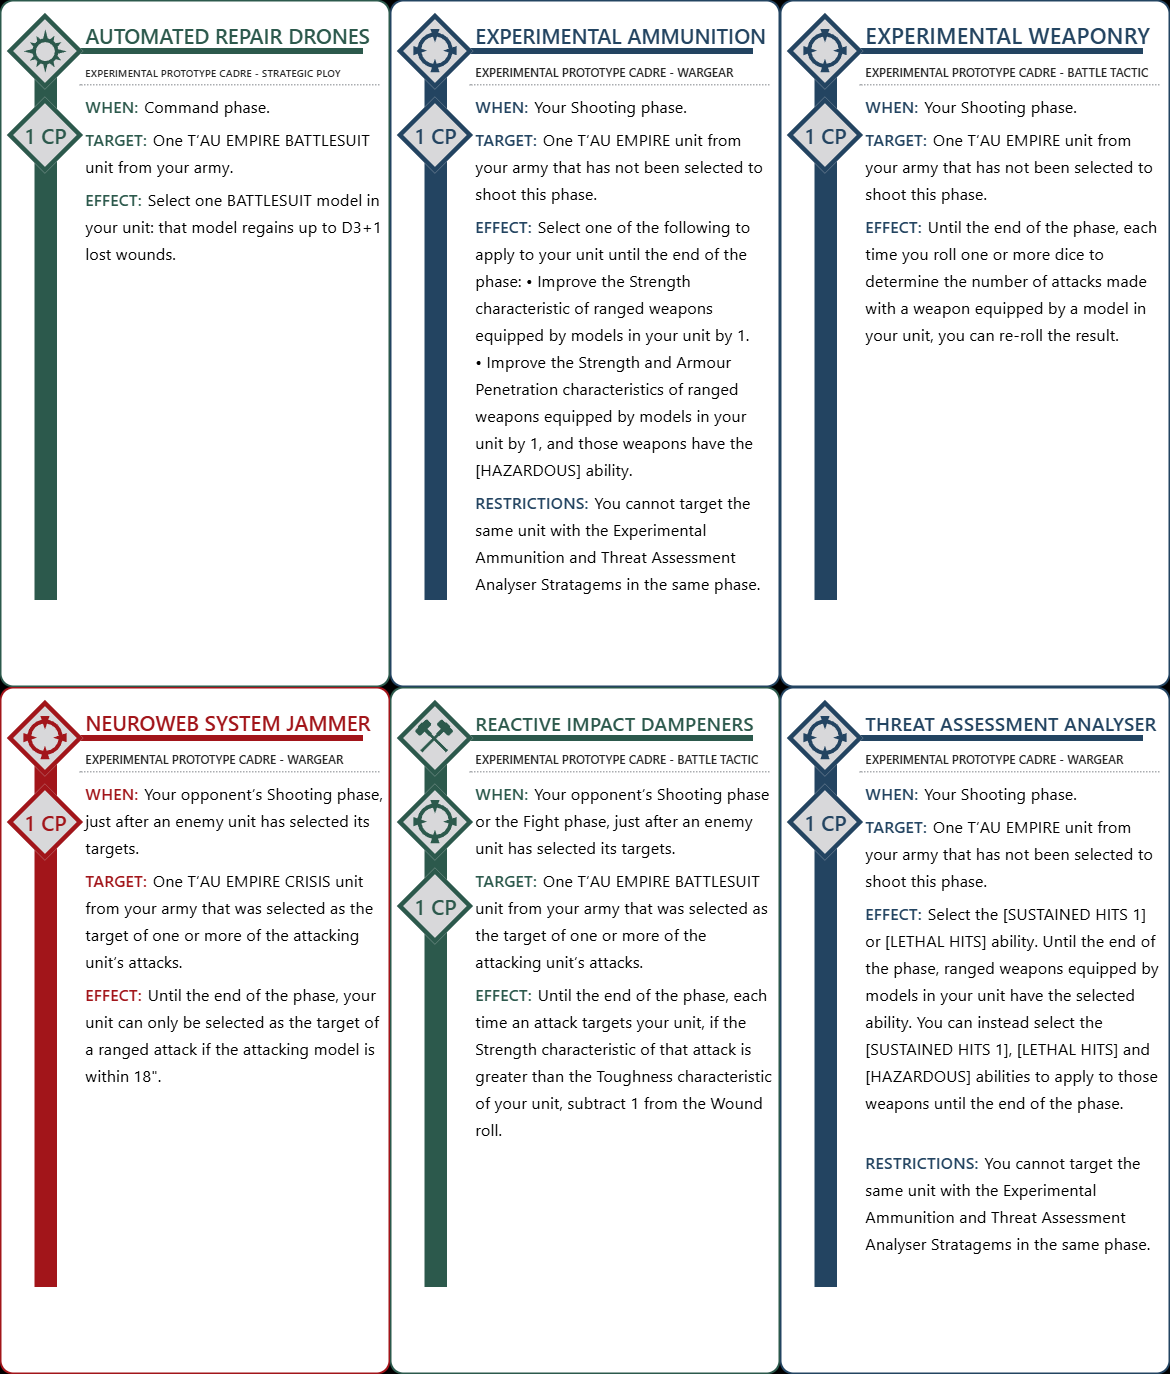 AUTOMATED REPAIR DRONES
EXPERIMENTAL PROTOTYPE CADRE - STRATEGIC PLOY
1 CP
WHEN: Command phase.
TARGET: One T’AU EMPIRE BATTLESUIT
unit from your army.
EFFECT: Select one BATTLESUIT model in
your unit: that model regains up to D3+1
lost wounds.
EXPERIMENTAL AMMUNITION
EXPERIMENTAL PROTOTYPE CADRE - WARGEAR
1 CP
WHEN: Your Shooting phase.
TARGET: One T’AU EMPIRE unit from
your army that has not been selected to
shoot this phase.
EFFECT: Select one of the following to
apply to your unit until the end of the
phase: • Improve the Strength
characteristic of ranged weapons
equipped by models in your unit by 1.
• Improve the Strength and Armour
Penetration characteristics of ranged
weapons equipped by models in your
unit by 1, and those weapons have the
[HAZARDOUS] ability.
RESTRICTIONS: You cannot target the
same unit with the Experimental
Ammunition and Threat Assessment
Analyser Stratagems in the same phase.
EXPERIMENTAL WEAPONRY
EXPERIMENTAL PROTOTYPE CADRE - BATTLE TACTIC
1 CP
WHEN: Your Shooting phase.
TARGET: One T’AU EMPIRE unit from
your army that has not been selected to
shoot this phase.
EFFECT: Until the end of the phase, each
time you roll one or more dice to
determine the number of attacks made
with a weapon equipped by a model in
your unit, you can re-roll the result.
NEUROWEB SYSTEM JAMMER
EXPERIMENTAL PROTOTYPE CADRE - WARGEAR
1 CP
WHEN: Your opponent’s Shooting phase,
just after an enemy unit has selected its
targets.
TARGET: One T’AU EMPIRE CRISIS unit
from your army that was selected as the
target of one or more of the attacking
unit’s attacks.
EFFECT: Until the end of the phase, your
unit can only be selected as the target of
a ranged attack if the attacking model is
within 18".
REACTIVE IMPACT DAMPENERS
EXPERIMENTAL PROTOTYPE CADRE - BATTLE TACTIC
1 CP
WHEN: Your opponent’s Shooting phase
or the Fight phase, just after an enemy
unit has selected its targets.
TARGET: One T’AU EMPIRE BATTLESUIT
unit from your army that was selected as
the target of one or more of the
attacking unit’s attacks.
EFFECT: Until the end of the phase, each
time an attack targets your unit, if the
Strength characteristic of that attack is
greater than the Toughness characteristic
of your unit, subtract 1 from the Wound
roll.
THREAT ASSESSMENT ANALYSER
EXPERIMENTAL PROTOTYPE CADRE - WARGEAR
1 CP
WHEN: Your Shooting phase.
TARGET: One T’AU EMPIRE unit from
your army that has not been selected to
shoot this phase.
EFFECT: Select the [SUSTAINED HITS 1]
or [LETHAL HITS] ability. Until the end of
the phase, ranged weapons equipped by
models in your unit have the selected
ability. You can instead select the
[SUSTAINED HITS 1], [LETHAL HITS] and
[HAZARDOUS] abilities to apply to those
weapons until the end of the phase.
RESTRICTIONS: You cannot target the
same unit with the Experimental
Ammunition and Threat Assessment
Analyser Stratagems in the same phase.